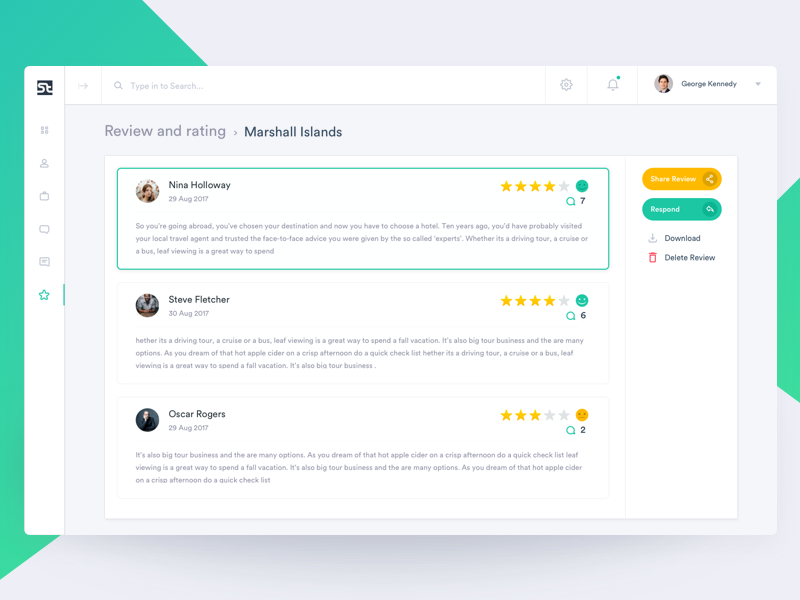 St
Type in to Search...
George Kennedy
Review and rating › Marshall Islands
Nina Holloway
29 Aug 2017
7
So you're going abroad, you've chosen your destination and now you have to choose a hotel. Ten years ago, you'd have probably visited
your local travel agent and trusted the face-to-face advice you were given by the so called 'experts'. Whether its a driving tour, a cruise or
a bus, leaf viewing is a great way to spend
Steve Fletcher
30 Aug 2017
6
hether its a driving tour, a cruise or a bus, leaf viewing is a great way to spend a fall vacation. It's also big tour business and the are many
options. As you dream of that hot apple cider on a crisp afternoon do a quick check list hether its a driving tour, a cruise or a bus, leaf
viewing is a great way to spend a fall vacation. It's also big tour business .
Oscar Rogers
29 Aug 2017
2
It's also big tour business and the are many options. As you dream of that hot apple cider on a crisp afternoon do a quick check list leaf
viewing is a great way to spend a fall vacation. It's also big tour business and the are many options. As you dream of that hot apple cider
on a crisp afternoon do a quick check list
Share Review
Respond
Download
Delete Review